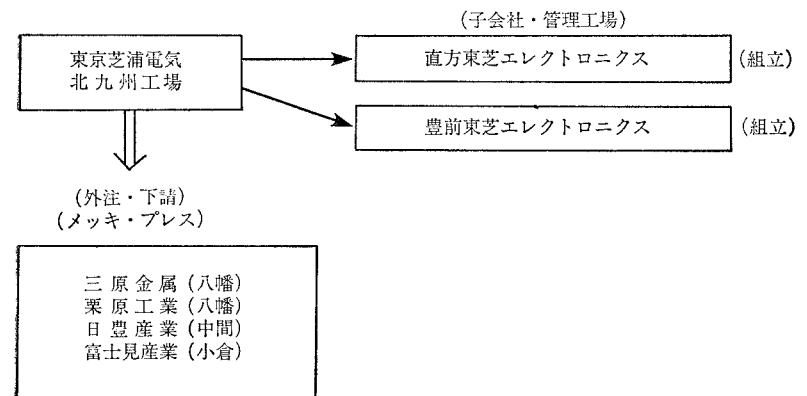 (子会社・管理工場)
東京芝浦電気
北九州工場
直方東芝エレクトロニクス
(組立)
豊前東芝エレクトロニクス
(組立)
(外注・下請)
(メッキ・プレス)
三原金属(八幡)
栗原工業(八幡)
日豊産業(中間)
富士見産業(小倉)